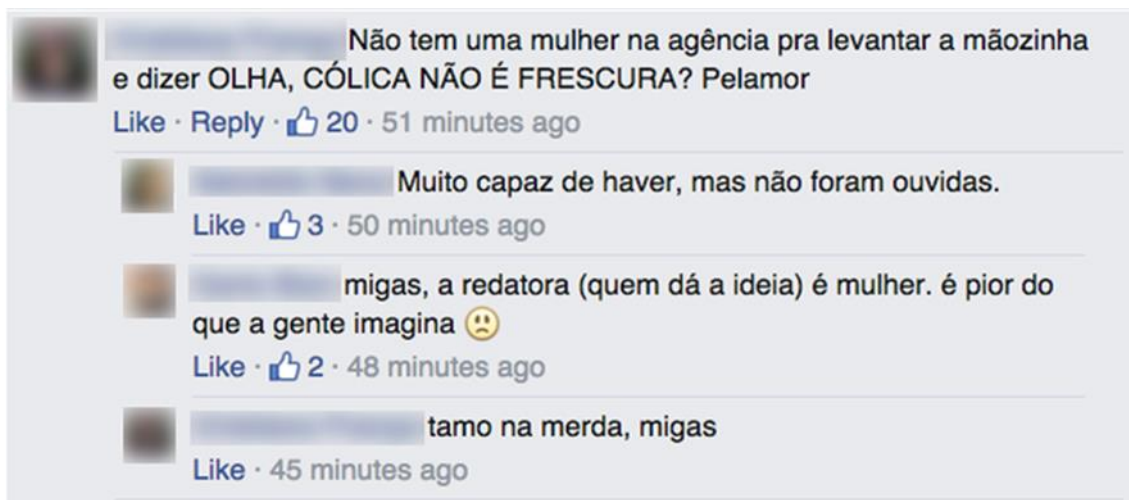 Não tem uma mulher na agência pra levantar a mãozinha
e dizer OLHA, CÓLICA NÃO É FRESCURA? Pelamor
Like · Reply · 20 · 51 minutes ago
Muito capaz de haver, mas não foram ouvidas.
Like · 3 · 50 minutes ago
migas, a redatora (quem dá a ideia) é mulher. é pior do
que a gente imagina
Like · 2 · 48 minutes ago
tamo na merda, migas
Like · 45 minutes ago